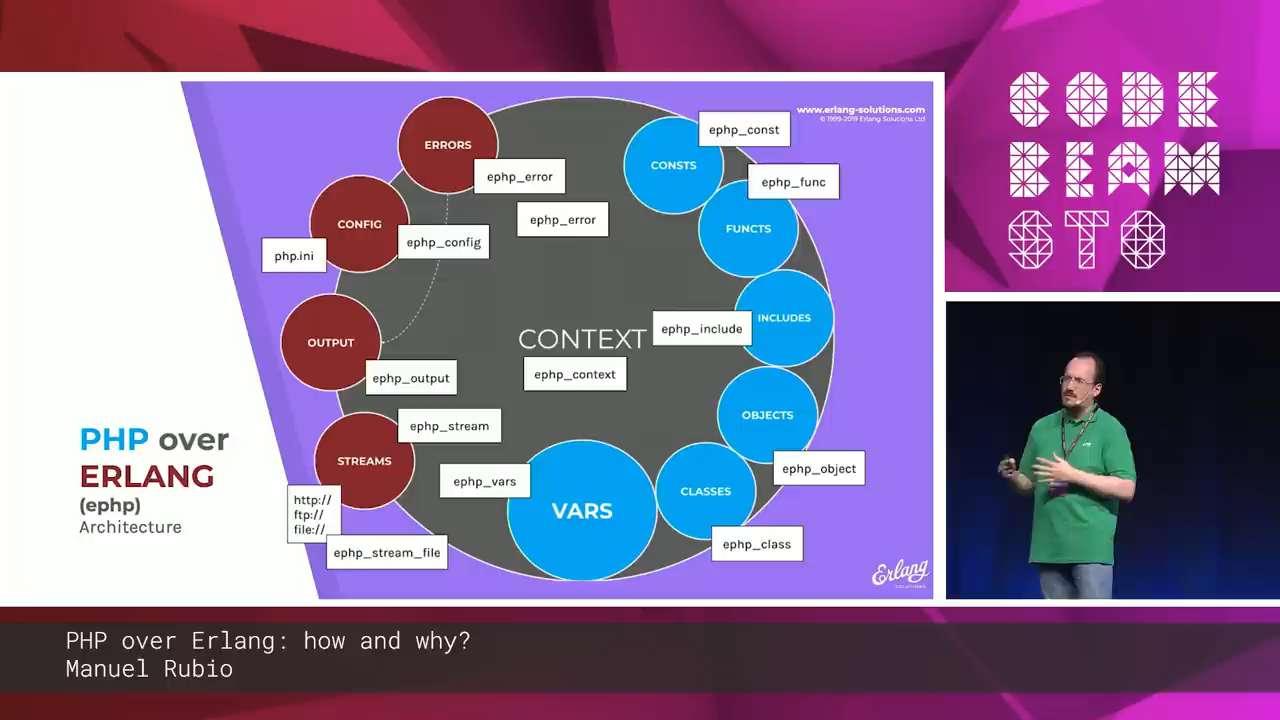 CODE
BEAM
STO
www.erlang-solutions.com
© 1999-2019 Erlang Solutions Ltd
ERRORS
ephp_error
ephp_error
CONFIG
php.ini
ephp_config
OUTPUT
ephp_output
STREAMS
ephp_stream
http://
ftp://
file://
ephp_stream_file
CONTEXT
ephp_context
CONSTS
ephp_const
FUNCTS
ephp_func
INCLUDES
ephp_include
OBJECTS
ephp_object
CLASSES
ephp_class
VARS
ephp_vars
PHP over
ERLANG
(ephp)
Architecture
Erlang
SOLUTIONS
PHP over Erlang: how and why?
Manuel Rubio